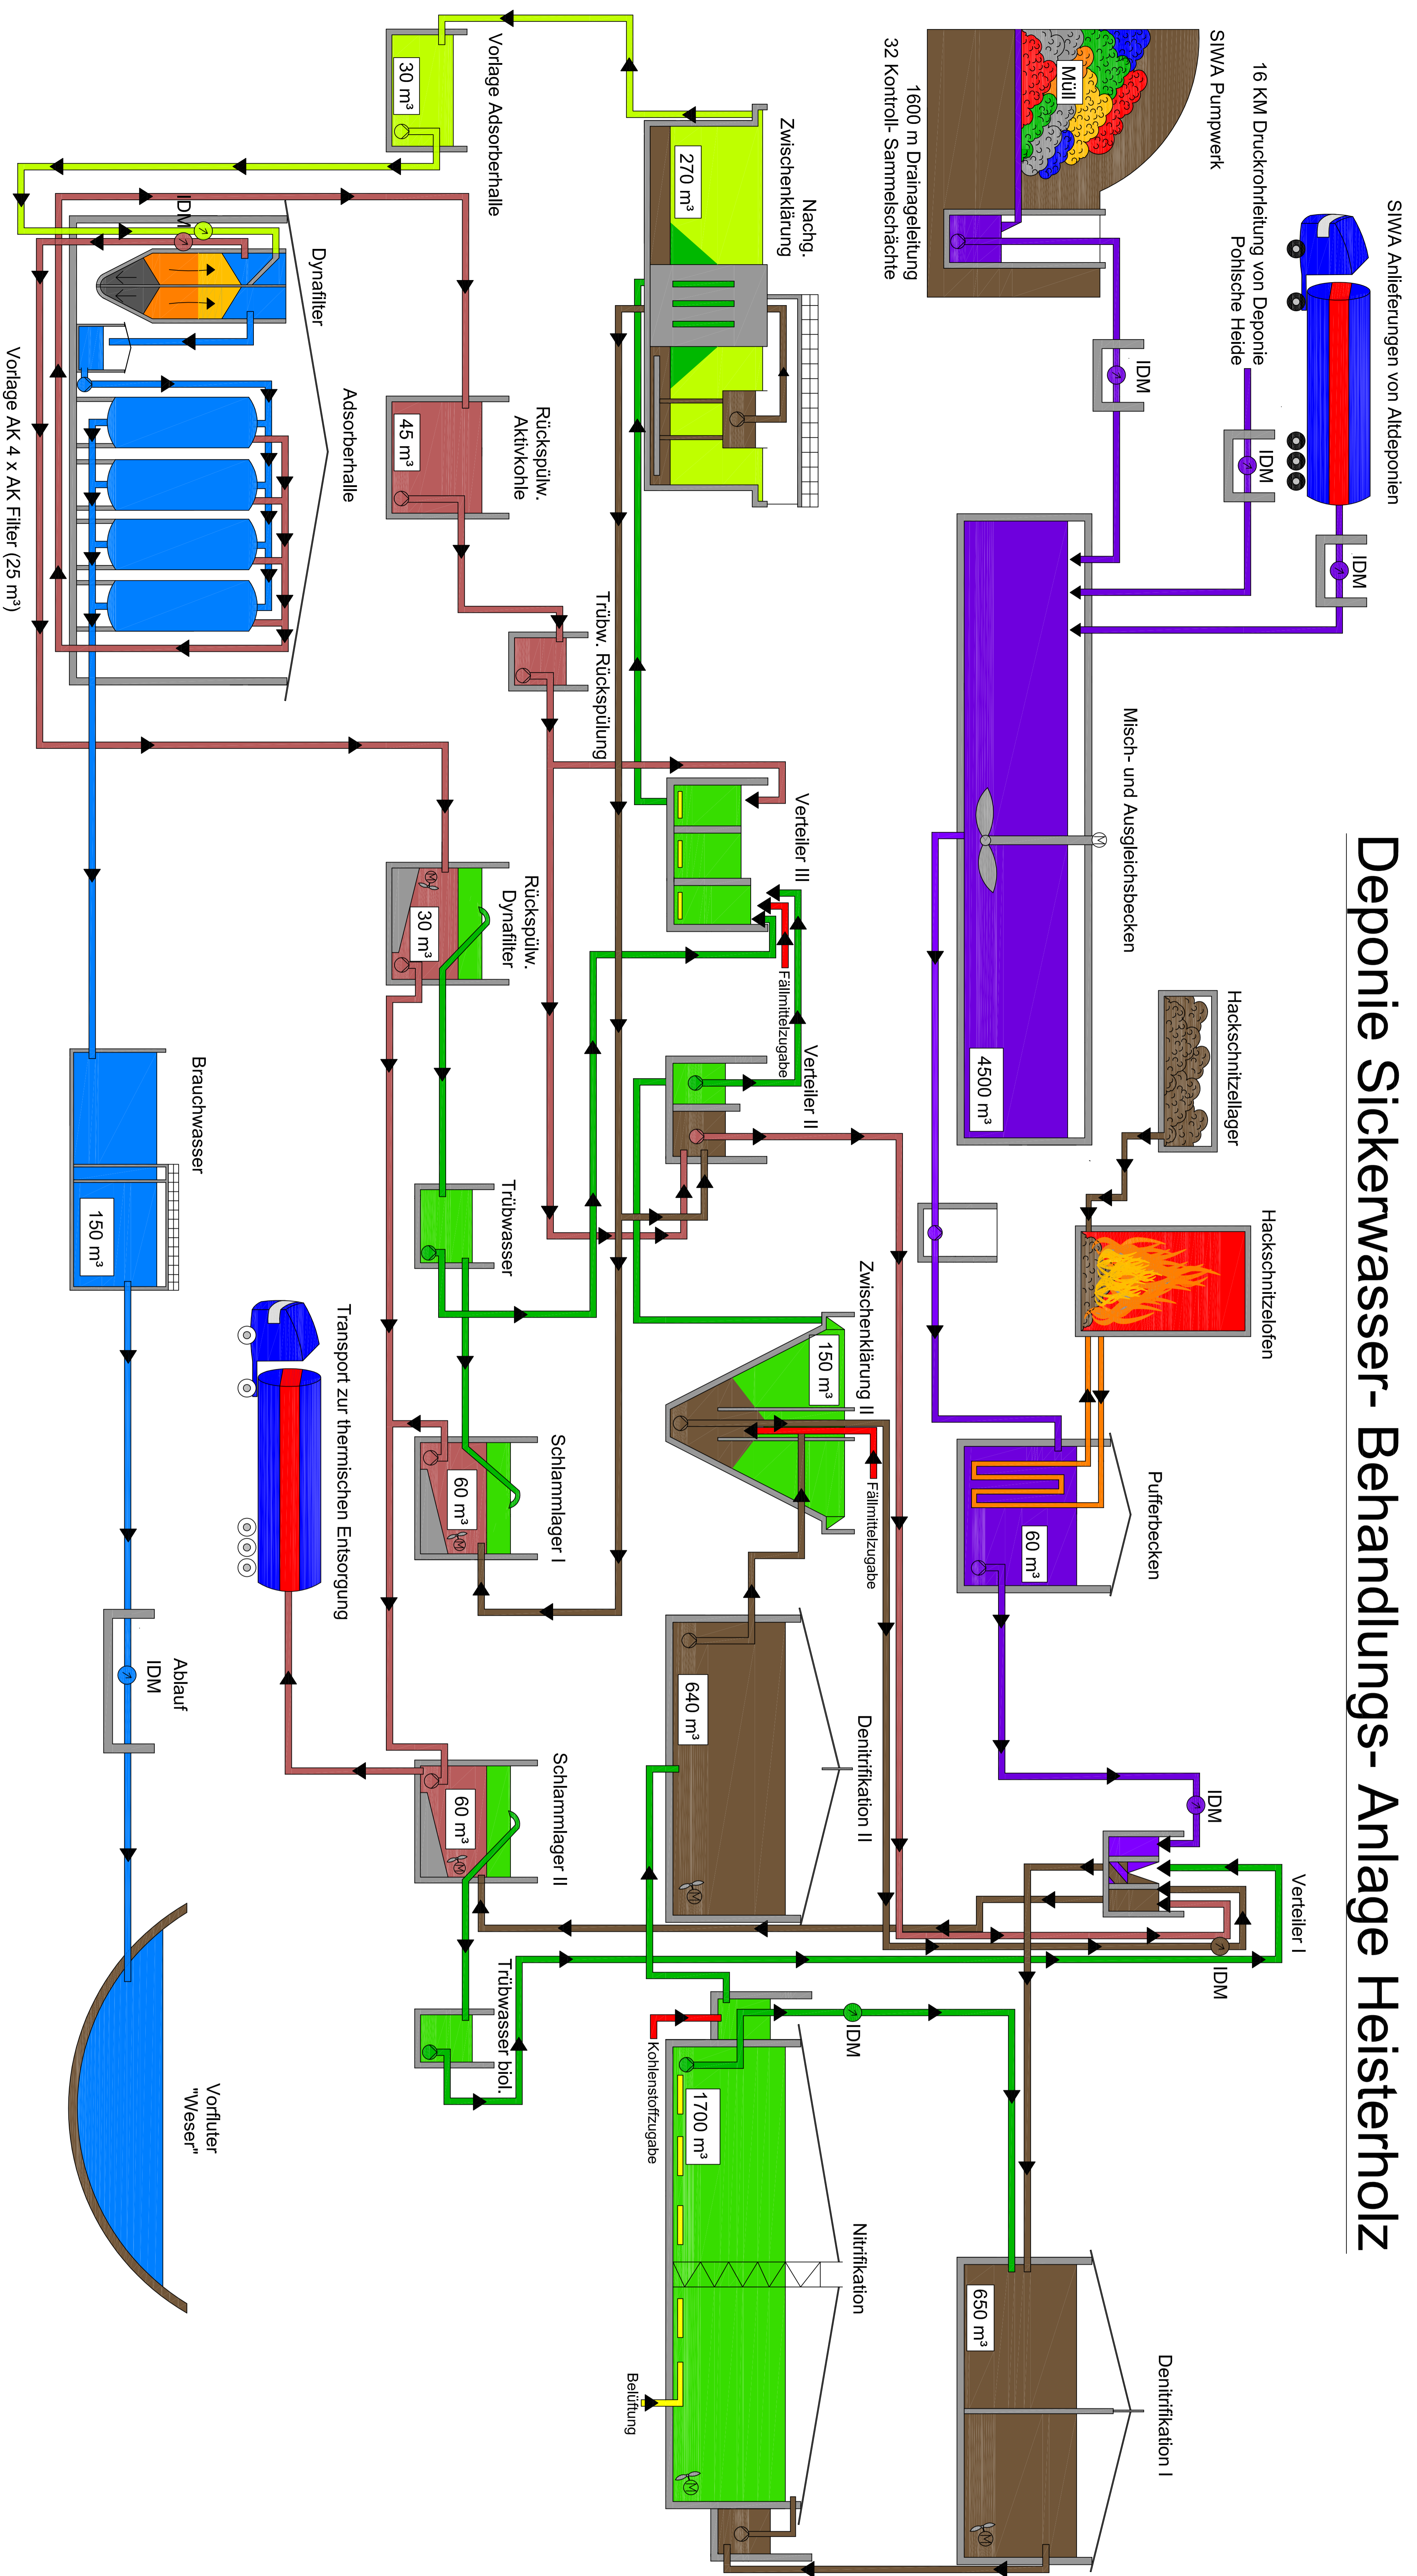 Deponie Sickerwasser- Behandlungs- Anlage Heisterholz
SIWA Anlieferungen von Altdeponien
IDM
16 KM Druckrohrleitung von Deponie
Pohlsche Heide
IDM
SIWA Pumpwerk
Müll
1600 m Drainageleitung
32 Kontroll- Sammelschächte
IDM
Misch- und Ausgleichsbecken
M
4500 m³
Hackschnitzellager
Hackschnitzelofen
Pufferbecken
60 m³
IDM
Verteiler I
IDM
Denitrifikation I
650 m³
M
Nachg.
Zwischenklärung
270 m³
Verteiler III
Fällmittelzugabe
Verteiler II
Zwischenklärung II
150 m³
Fällmittelzugabe
Denitrifikation II
640 m³
M
IDM
Kohlenstoffzugabe
Nitrifikation
1700 m³
Belüftung
M
Vorlage Adsorberhalle
30 m³
Rückspülw.
Aktivkohle
45 m³
Trübw. Rückspülung
Rückspülw.
Dynafilter
30 m³
M
Trübwasser
Schlammlager I
60 m³
M
Schlammlager II
60 m³
M
Trübwasser biol.
Dynafilter
Adsorberhalle
IDM
Vorlage AK 4 x AK Filter (25 m³)
Brauchwasser
150 m³
Transport zur thermischen Entsorgung
Ablauf
IDM
Vorfluter
"Weser"